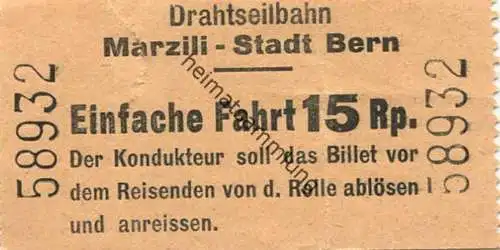 Drahtseilbahn
Marzili - Stadt Bern
58932
Einfache Fahrt 15 Rp.
Der Kondukteur soll das Billet vor
dem Reisenden von d. Rolle ablösen
und anreissen.
58932
heimatsammlung